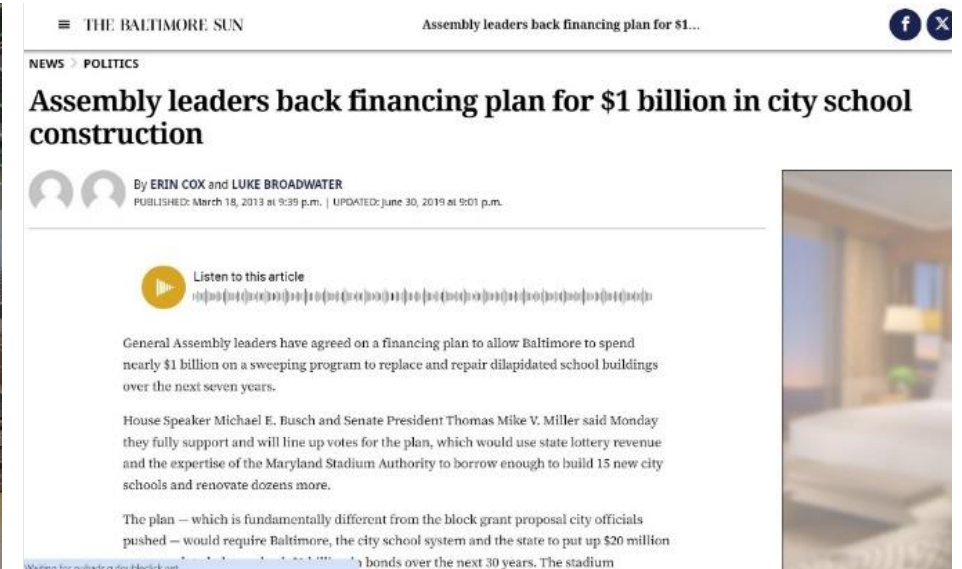 ≡ THE BALTIMORE SUN
Assembly leaders back financing plan for $1...
NEWS > POLITICS
Assembly leaders back financing plan for $1 billion in city school
construction
By ERIN COX and LUKE BROADWATER
PUBLISHED: March 18, 2013 at 9:39 p.m. | UPDATED: June 30, 2019 at 9:01 p.m.
Listen to this article
General Assembly leaders have agreed on a financing plan to allow Baltimore to spend
nearly $1 billion on a sweeping program to replace and repair dilapidated school buildings
over the next seven years.
House Speaker Michael E. Busch and Senate President Thomas Mike V. Miller said Monday
they fully support and will line up votes for the plan, which would use state lottery revenue
and the expertise of the Maryland Stadium Authority to borrow enough to build 15 new city
schools and renovate dozens more.
The plan — which is fundamentally different from the block grant proposal city officials
pushed — would require Baltimore, the city school system and the state to put up $20 million
bonds over the next 30 years. The stadium